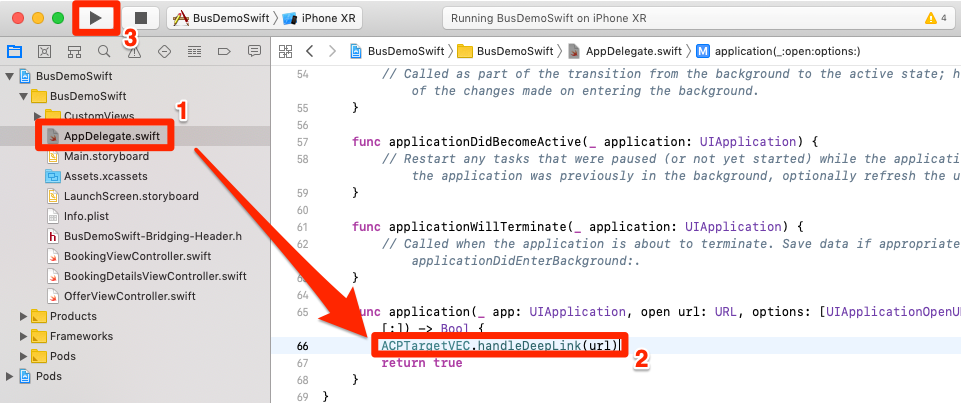 BusDemoSwift iPhone XR
Running BusDemoSwift on iPhone XR
4
3
BusDemoSwift BusDemoSwift AppDelegate.swift M application(_:open:options:)
BusDemoSwift
BusDemoSwift
CustomViews
1
AppDelegate.swift
Main.storyboard
Assets.xcassets
LaunchScreen.storyboard
Info.plist
h BusDemoSwift-Bridging-Header.h
BookingViewController.swift
BookingDetailsViewController.swift
OfferViewController.swift
Products
Frameworks
Pods
Pods
54 // Called as part of the transition from the background to the active state; h
of the changes made on entering the background.
55 }
56
57 func applicationDidBecomeActive(_ application: UIApplication) {
58 // Restart any tasks that were paused (or not yet started) while the application
the application was previously in the background, optionally refresh the u
59 }
60
61 func applicationWillTerminate(_ application: UIApplication) {
62 // Called when the application is about to terminate. Save data if appropriate
applicationDidEnterBackground:.
}
64
65 func application(_ app: UIApplication, open url: URL, options: [UIApplicationOpenU
[:]) -> Bool {
66 ACPTargetVEC.handleDeepLink(url)
2
67 return true
68 }
69 }